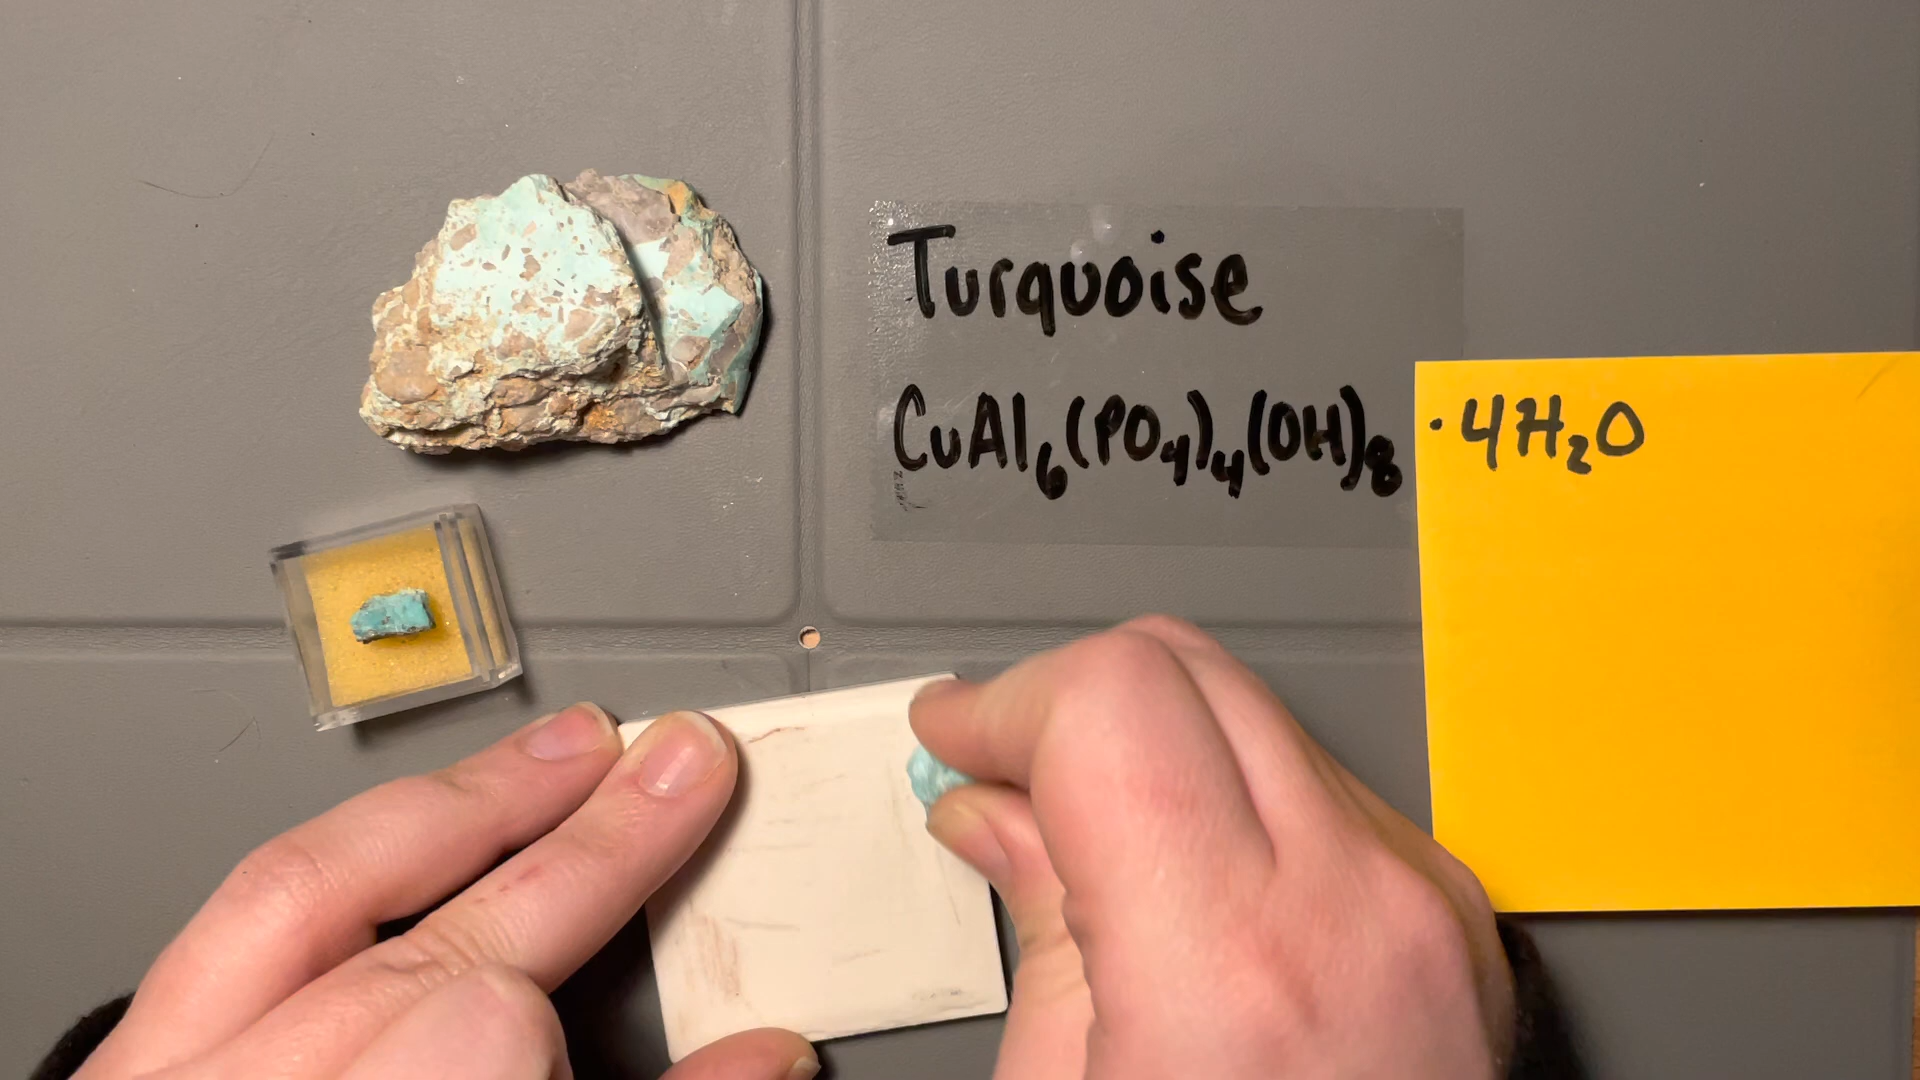 Turquoise
CuAl₆(PO₄)₄(OH)₈ ·4H₂O